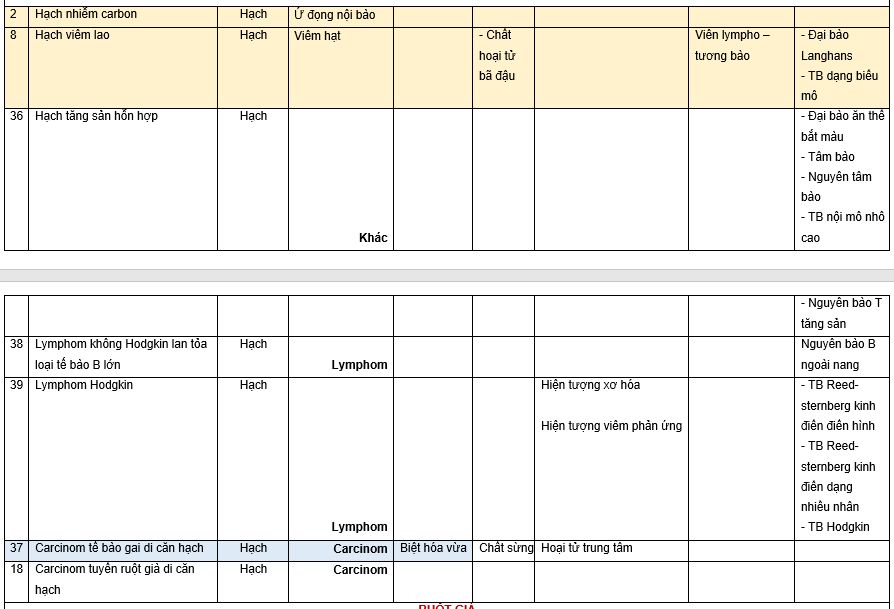 2 Hạch nhiễm carbon Hạch Ứ đọng nội bào
8 Hạch viêm lao Hạch Viêm hạt - Chất Viên lympho – - Đại bào
hoại tử tương bào Langhans
bã đậu - TB dạng biểu
mô
36 Hạch tăng sản hỗn hợp Hạch - Đại bào ăn thể
bắt màu
- Tâm bào
- Nguyên tâm
bào
- TB nội mô nhô
Khác cao
- Nguyên bào T
tăng sản
38 Lymphom không Hodgkin lan tỏa Hạch Nguyên bào B
loại tế bào B lớn Lymphom ngoài nang
39 Lymphom Hodgkin Hạch Hiện tượng xơ hóa - TB Reed-
sternberg kinh
Hiện tượng viêm phản ứng điển điển hình
- TB Reed-
sternberg kinh
điển dạng
nhiều nhân
Lymphom - TB Hodgkin
37 Carcinom tế bào gai di căn hạch Hạch Carcinom Biệt hóa vừa Chất sừng Hoại tử trung tâm
18 Carcinom tuyến ruột già di căn Hạch Carcinom
hạch
RUỘT GIÀ